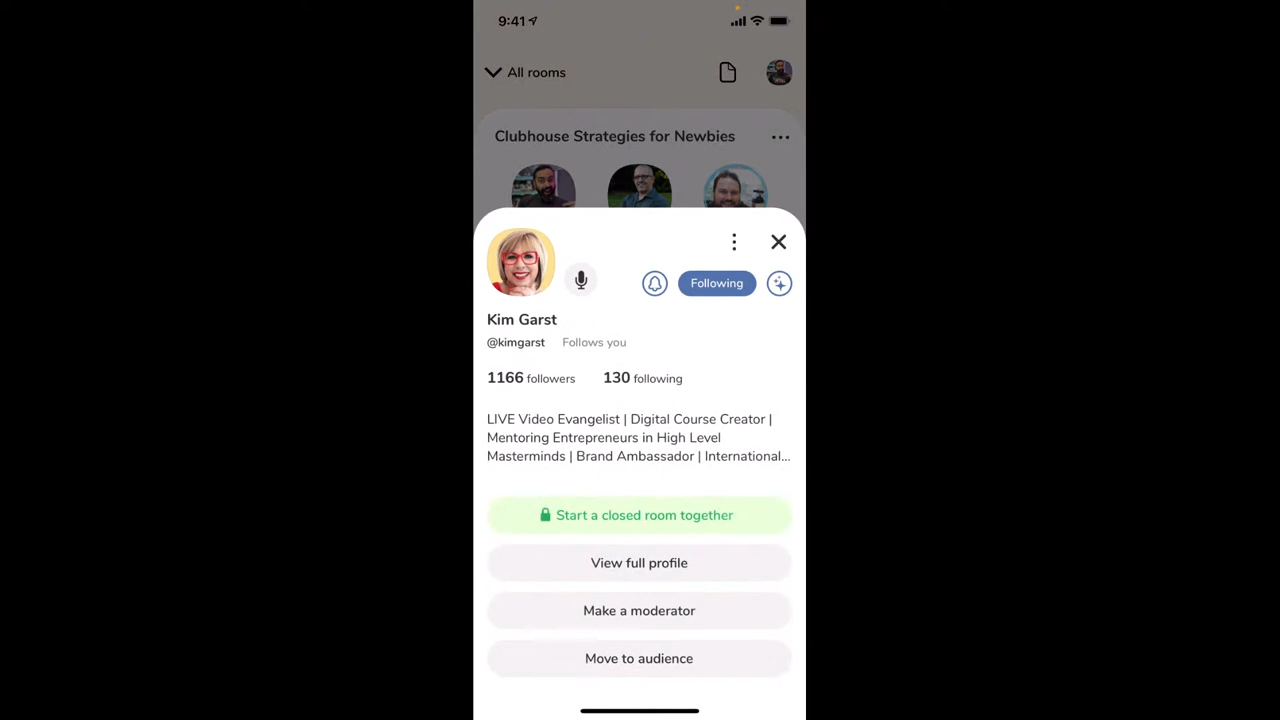 9:41
All rooms
Clubhouse Strategies for Newbies
Following
Kim Garst
@kimgarst Follows you
1166 followers 130 following
LIVE Video Evangelist | Digital Course Creator |
Mentoring Entrepreneurs in High Level
Masterminds | Brand Ambassador | International...
Start a closed room together
View full profile
Make a moderator
Move to audience